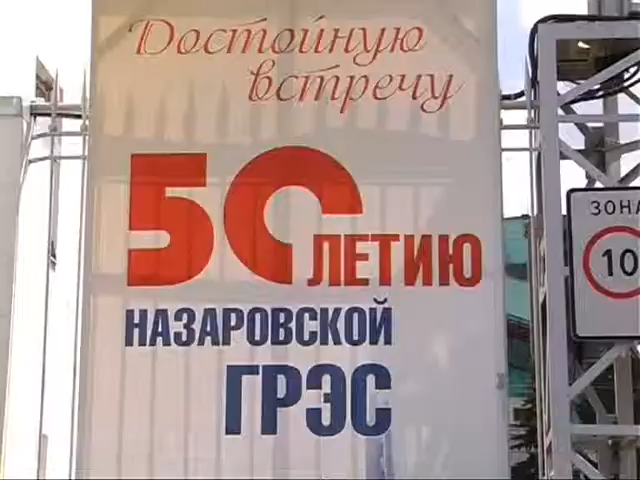 Достойную
встречу
50 ЛЕТИЮ
НАЗАРОВСКОЙ
ГРЭС
ЗОНА
10